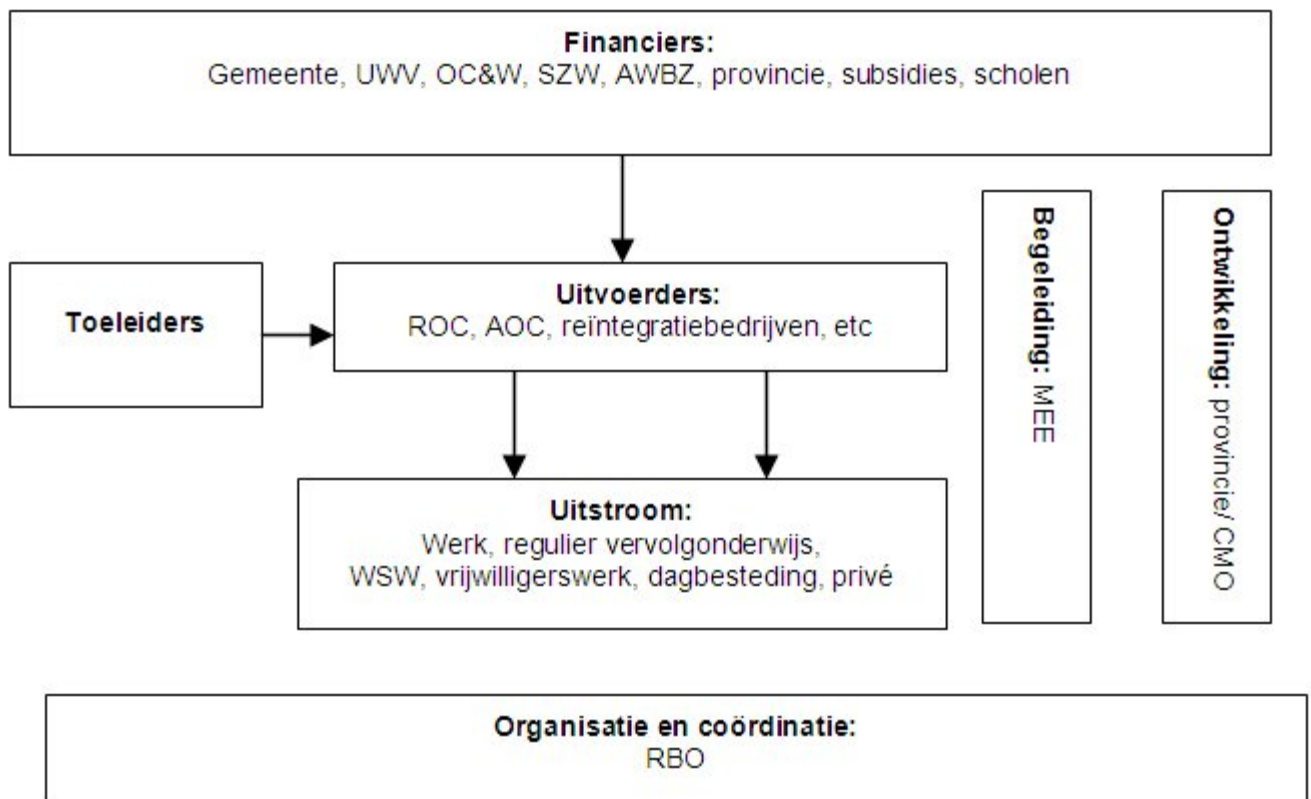 Financiers:
Gemeente, UWV, OC&W, SZW, AWBZ, provincie, subsidies, scholen
Toeleiders
Uitvoerders:
ROC, AOC, reïntegratiebedrijven, etc
Uitstroom:
Werk, regulier vervolgonderwijs,
WSW, vrijwilligerswerk, dagbesteding, privé
Begeleiding: MEE
Ontwikkeling: provincie/ CMO
Organisatie en coördinatie:
RBO